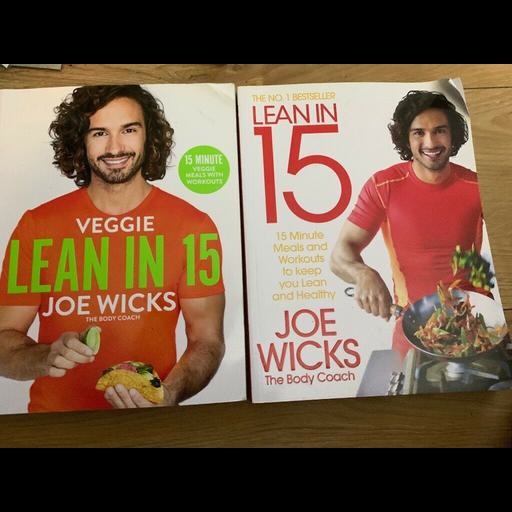 VEGGIE
LEAN IN 15
JOE WICKS
THE BODY COACH
15 MINUTE
VEGGIE
MEALS WITH
WORKOUTS
THE NO. 1 BESTSELLER
LEAN IN
15
15 Minute
Meals and
Workouts
to keep
you Lean
and Healthy
JOE
WICKS
The Body Coach